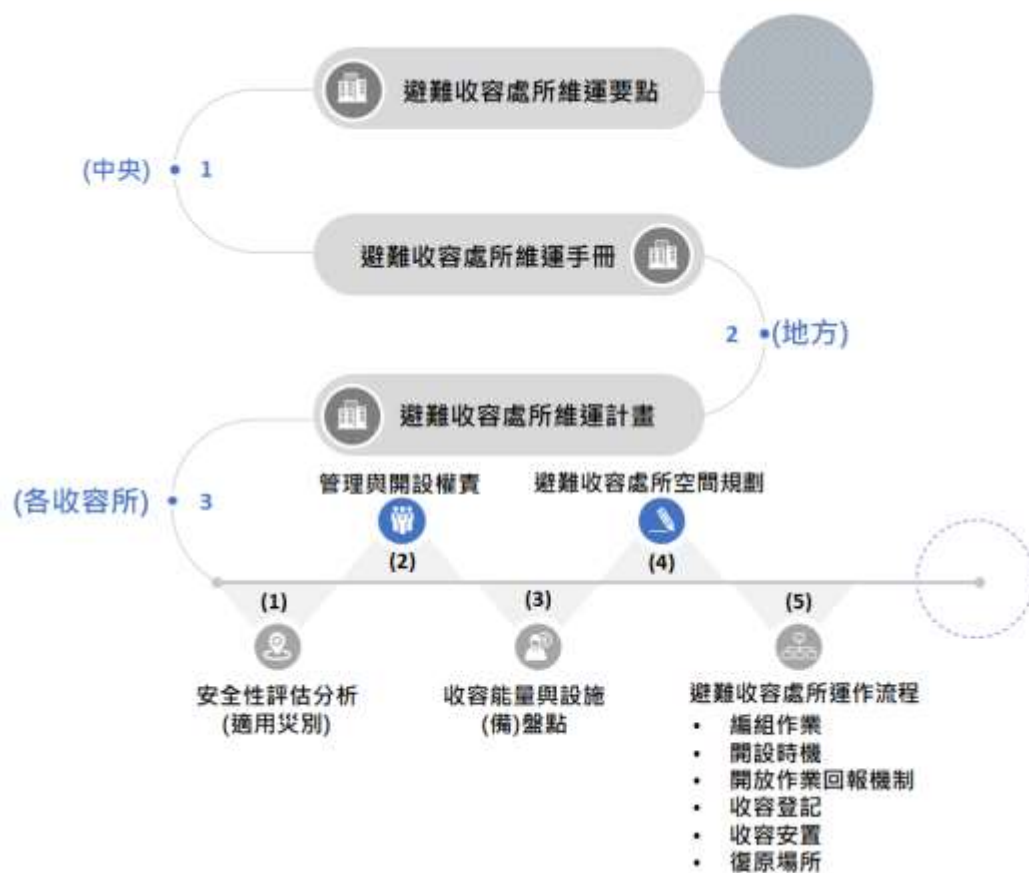 避難收容處所維運要點
(中央)
1
避難收容處所維運手冊
2
(地方)
避難收容處所維運計畫
(各收容所)
3
管理與開設權責
避難收容處所空間規劃
(2)
(4)
(1)
(3)
(5)
安全性評估分析
(適用災別)
收容能量與設施
(備)盤點
避難收容處所運作流程
• 編組作業
• 開設時機
• 開放作業回報機制
• 收容登記
• 收容安置
• 復原場所